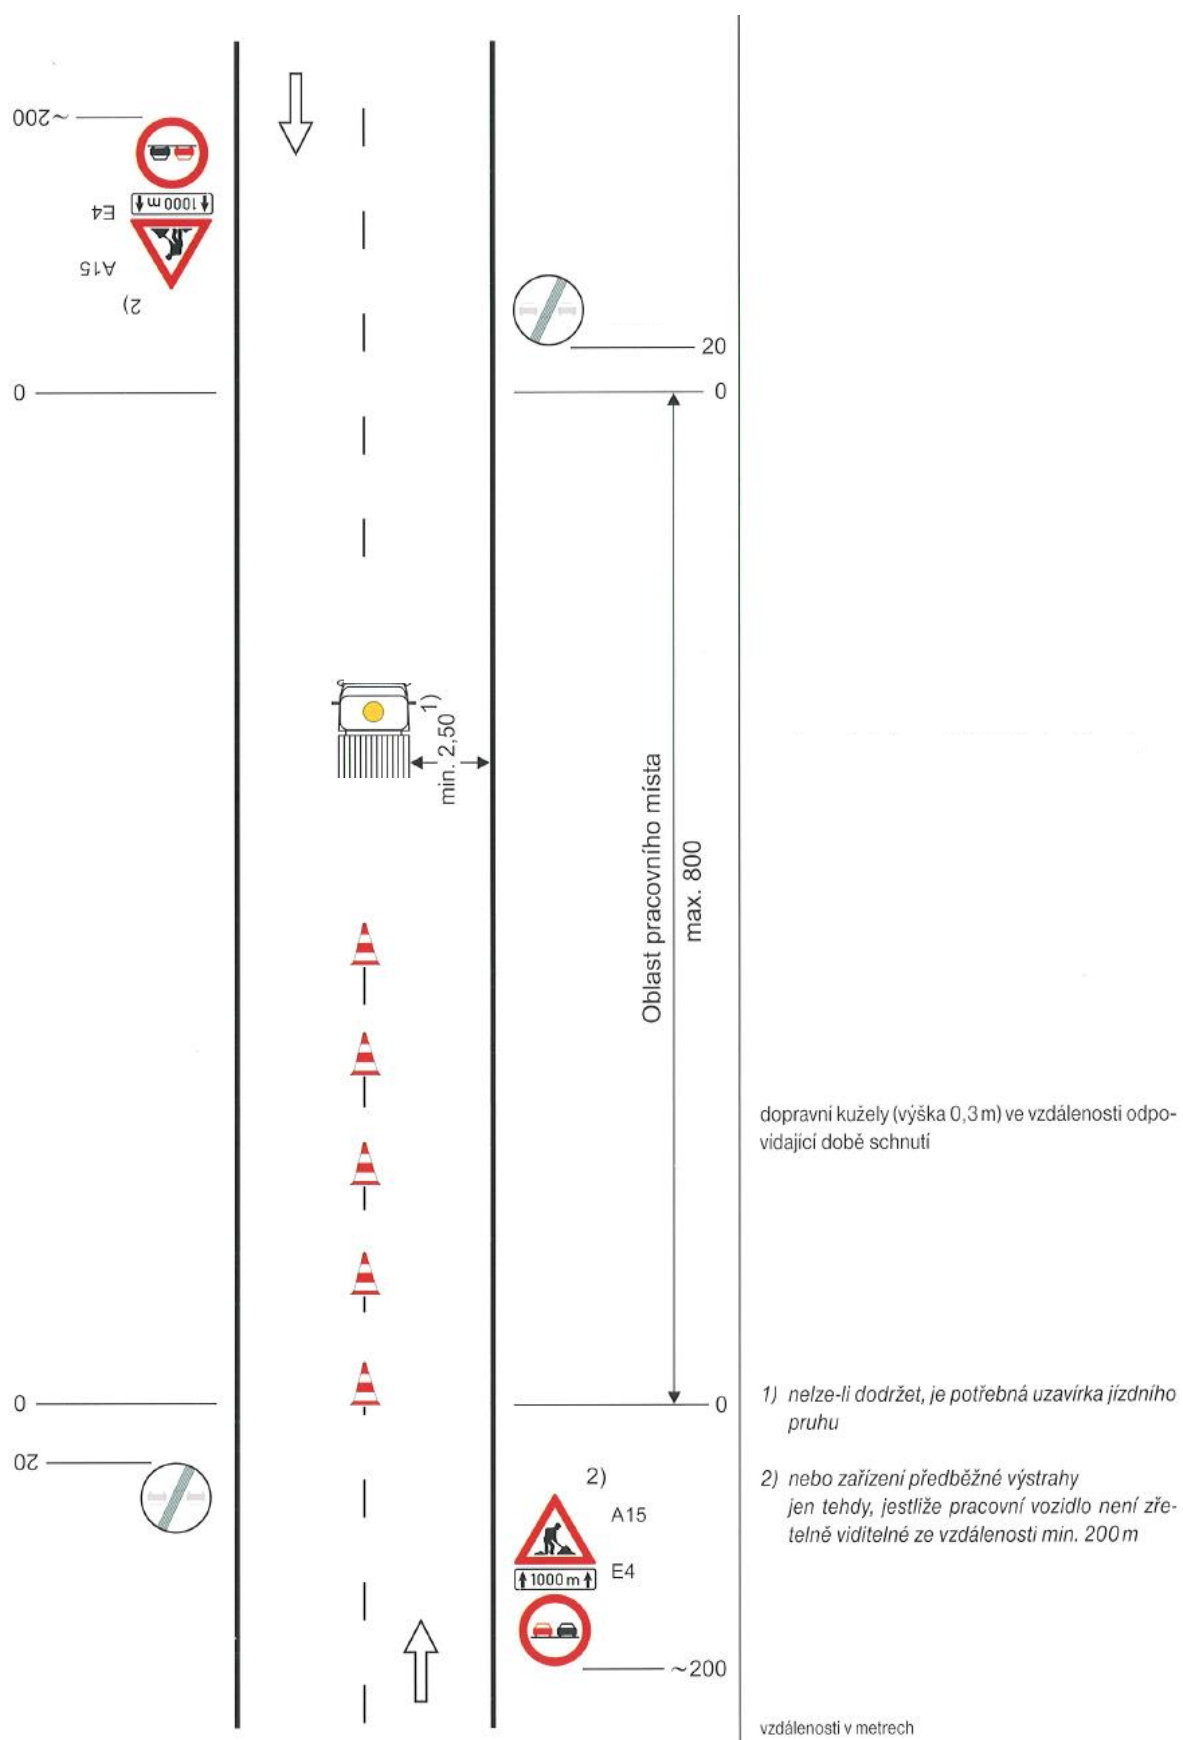 ~200
1000 m
E4
A15
2)
20
0
0
1)
min. 2,50
Oblast pracovního místa
max. 800
dopravní kužely (výška 0,3 m) ve vzdálenosti odpo-
vídající době schnutí
0
0
1) nelze-li dodržet, je potřebná uzavírka jízdního
pruhu
20
2)
2) nebo zařízení předběžné výstrahy
jen tehdy, jestliže pracovní vozidlo není zře-
telně viditelné ze vzdálenosti min. 200 m
A15
E4
1000 m
~200
vzdálenosti v metrech